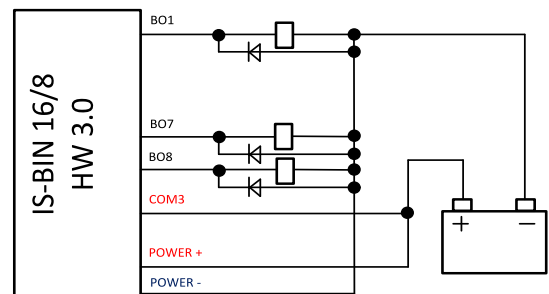 BO1
IS-BIN 16/8
HW 3.0
BO7
BO8
COM3
POWER +
POWER -
+ −